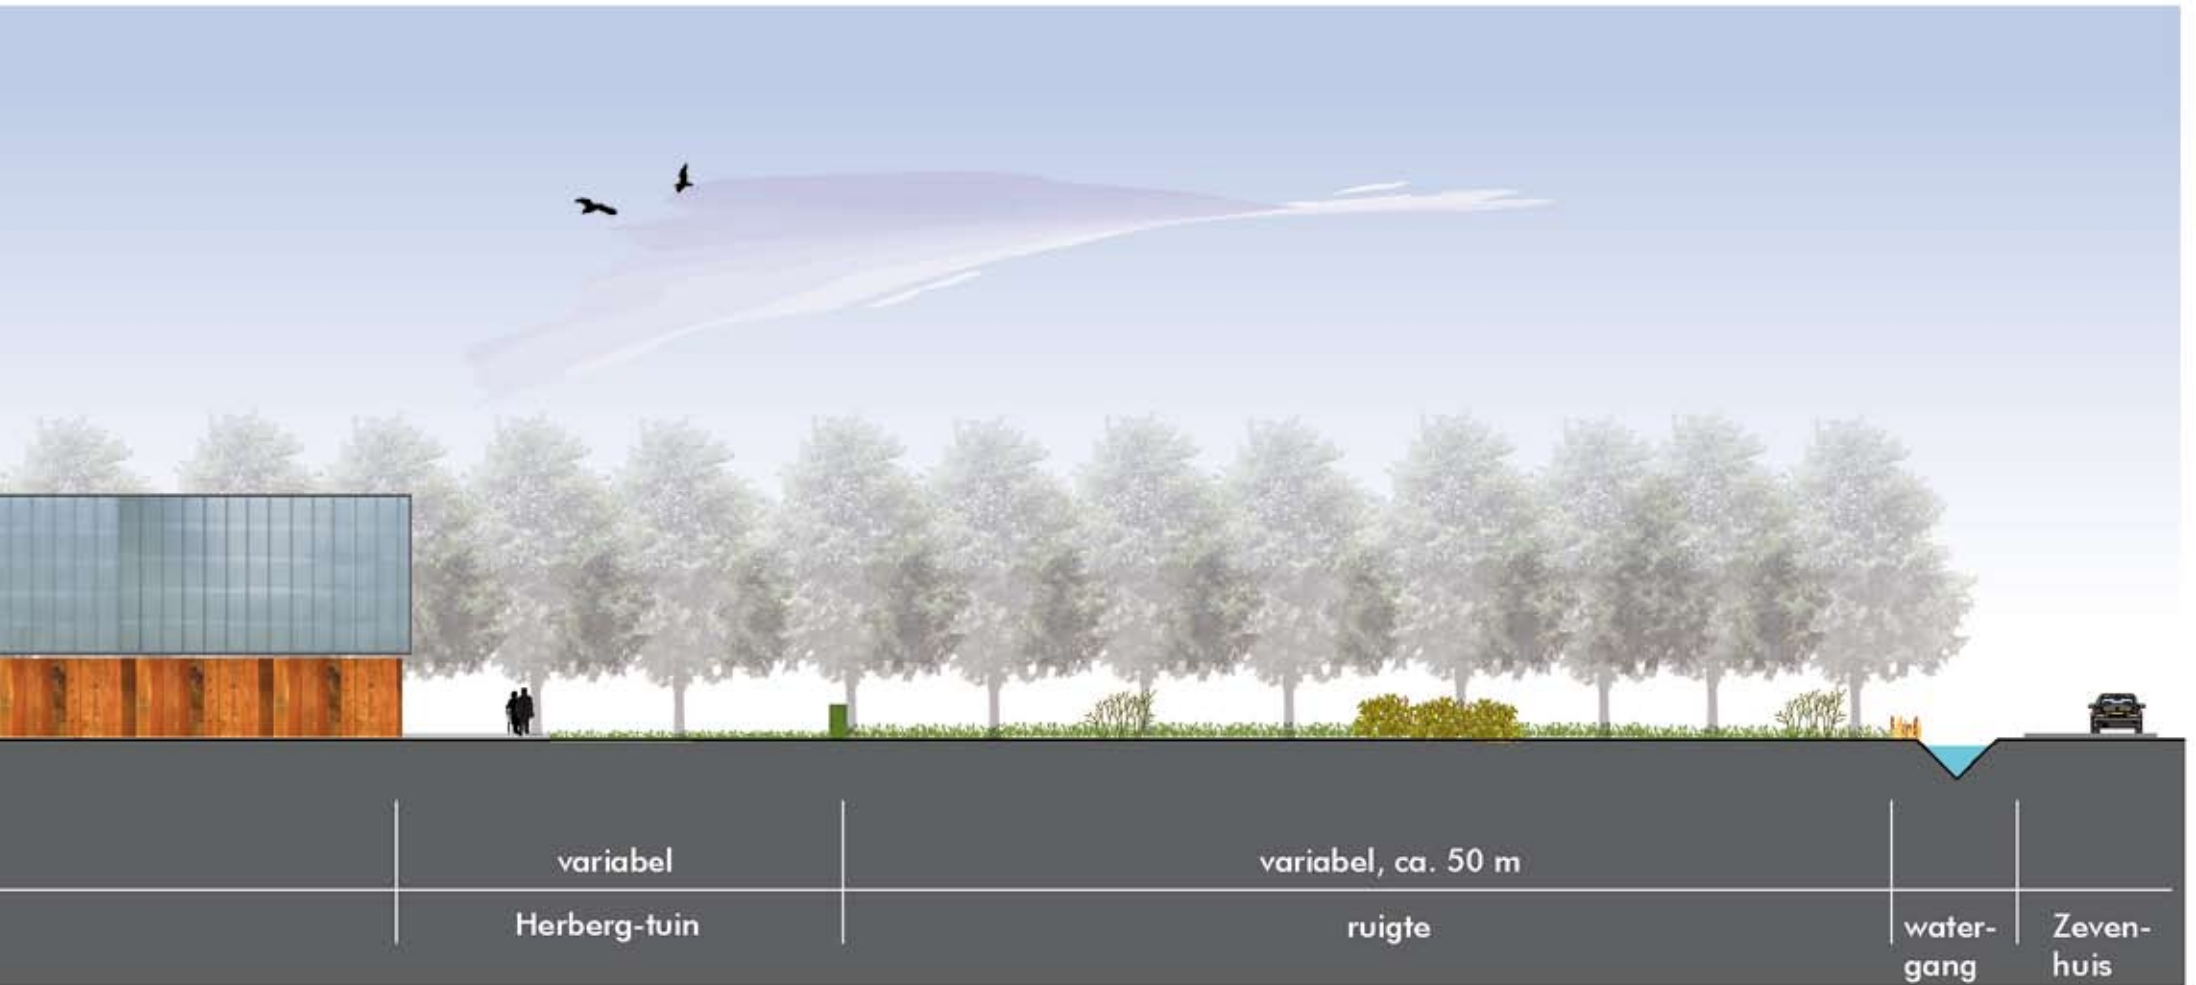 variabel
variabel, ca. 50 m
Herberg-tuin
ruigte
water-
gang
Zeven-
huis